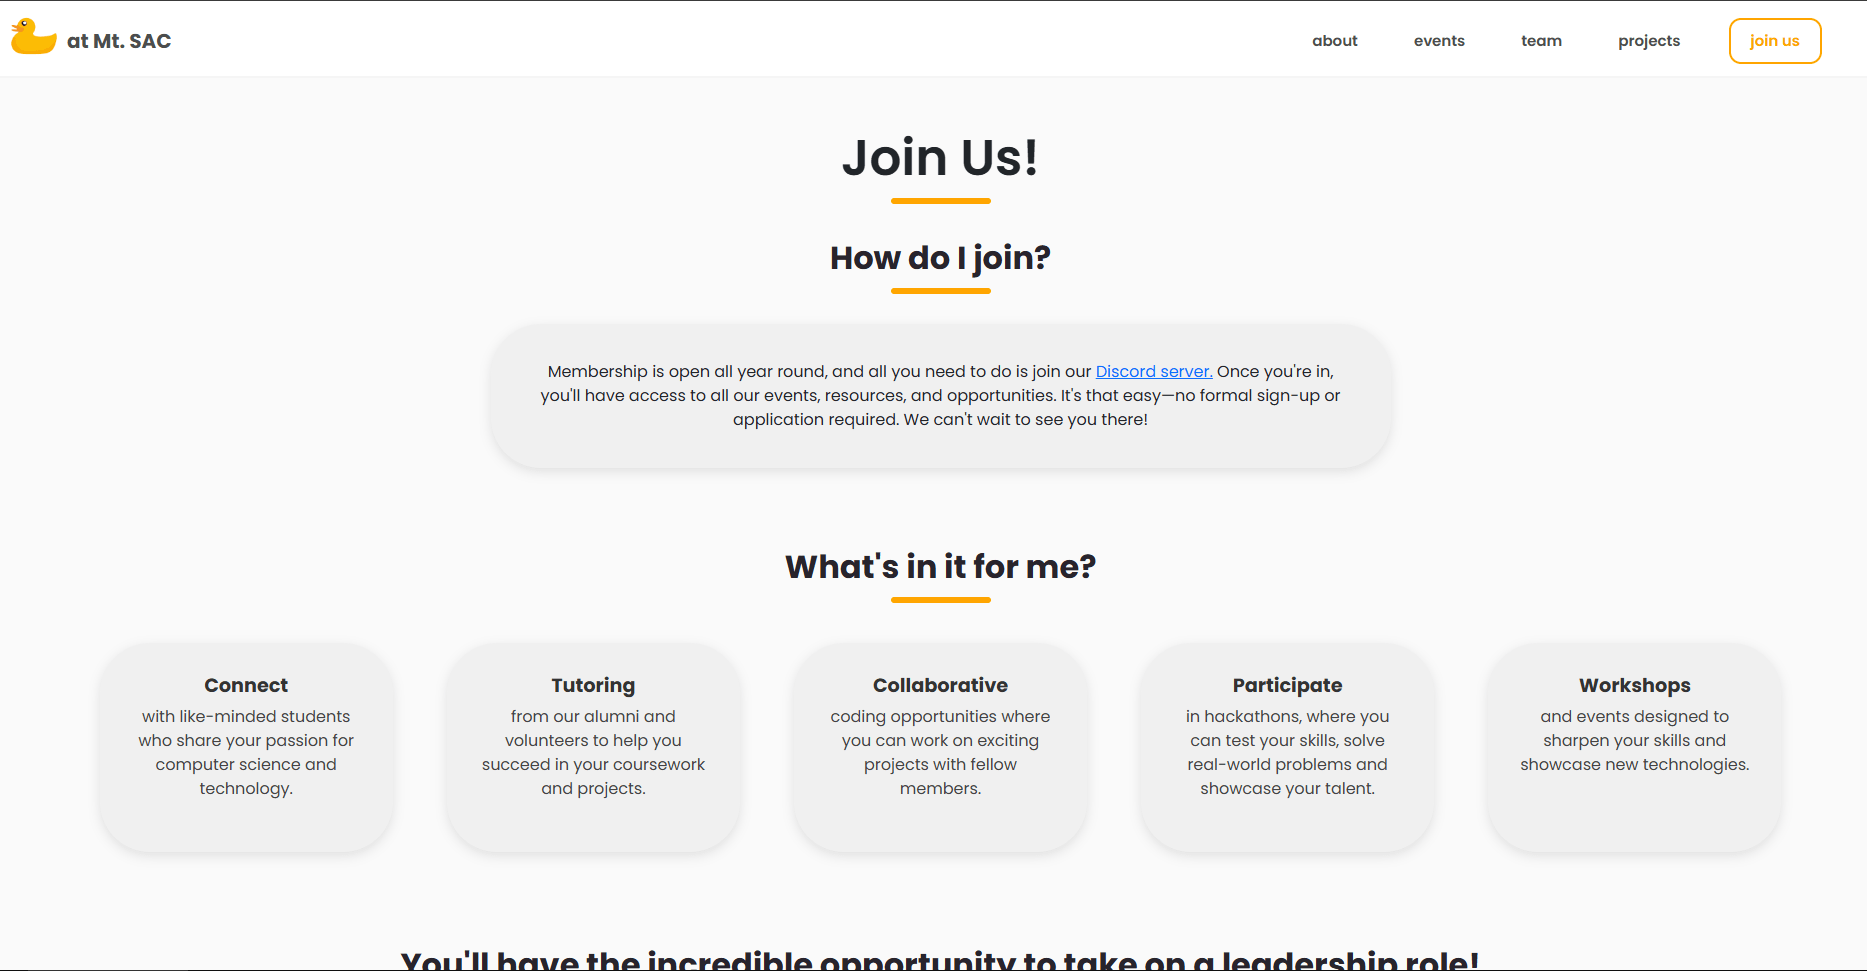 at Mt. SAC
about
events
team
projects
join us
Join Us!
How do I join?
Membership is open all year round, and all you need to do is join our Discord server. Once you're in,
you'll have access to all our events, resources, and opportunities. It's that easy—no formal sign-up or
application required. We can't wait to see you there!
What's in it for me?
Connect
with like-minded students
who share your passion for
computer science and
technology.
Tutoring
from our alumni and
volunteers to help you
succeed in your coursework
and projects.
Collaborative
coding opportunities where
you can work on exciting
projects with fellow
members.
Participate
in hackathons, where you
can test your skills, solve
real-world problems and
showcase your talent.
Workshops
and events designed to
sharpen your skills and
showcase new technologies.
You'll have the incredible opportunity to take on a leadership role!